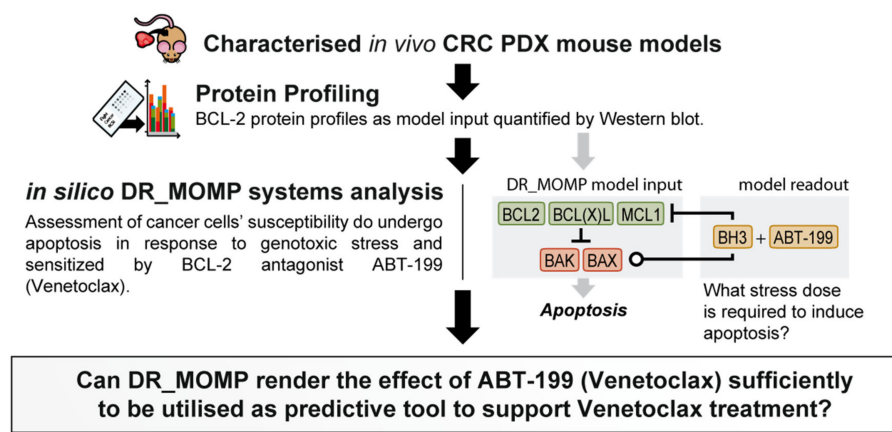 Characterised in vivo CRC PDX mouse models
Protein Profiling
BCL-2 protein profiles as model input quantified by Western blot.
in silico DR_MOMP systems analysis
Assessment of cancer cells' susceptibility do undergo
apoptosis in response to genotoxic stress and
sensitized by BCL-2 antagonist ABT-199
(Venetoclax).
DR_MOMP model input
model readout
BCL2 BCL(X)L MCL1
BH3 + ABT-199
BAK BAX
Apoptosis
What stress dose
is required to induce
apoptosis?
Can DR_MOMP render the effect of ABT-199 (Venetoclax) sufficiently
to be utilised as predictive tool to support Venetoclax treatment?